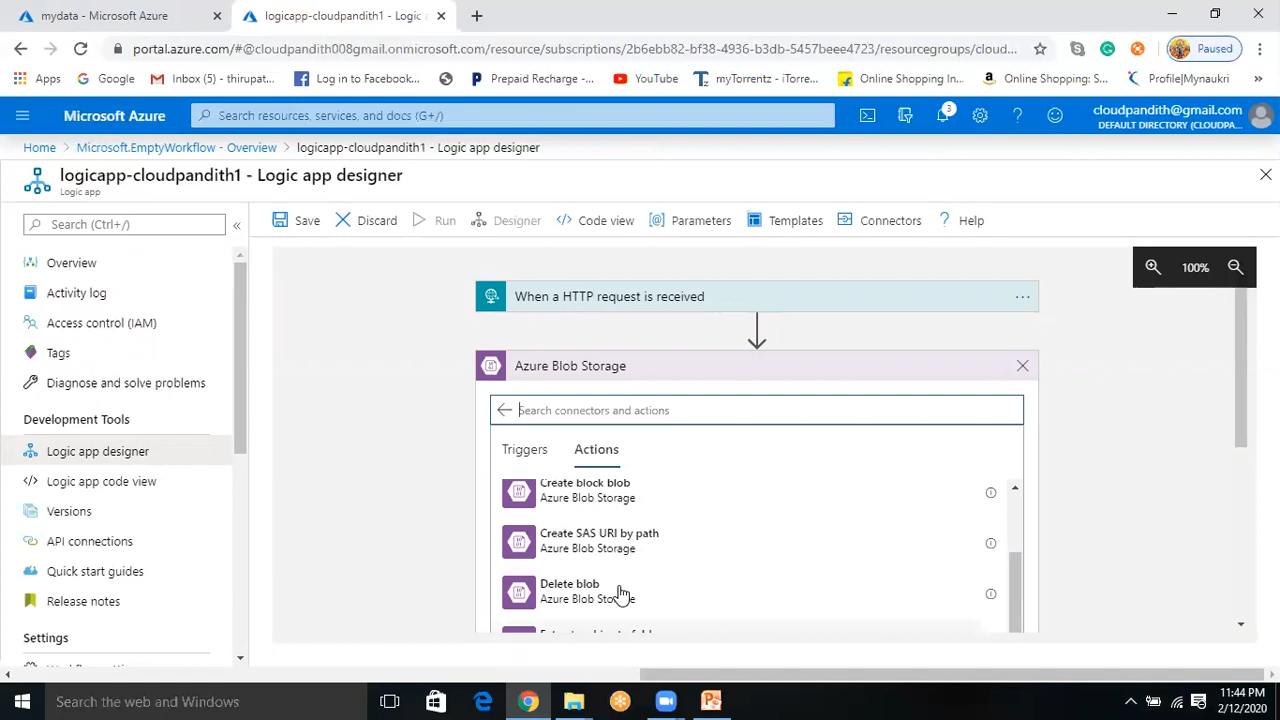 mydata - Microsoft Azure
logicapp-cloudpandith1 - Logic a
portal.azure.com/#@cloudpandith008gmail.onmicrosoft.com/resource/subscriptions/2b6ebb82-bf38-4936-b3db-5457beee4723/resourcegroups/cloud...
Paused
Apps
Google
Inbox (5) - thirupat...
Log in to Facebook...
Prepaid Recharge -...
YouTube
myTorrentz - iTorre...
Online Shopping In...
Online Shopping: S...
Profile|Mynaukri
»
Microsoft Azure
Search resources, services, and docs (G+/)
3
cloudpandith@gmail.com
DEFAULT DIRECTORY (CLOUDPA...
Home > Microsoft.EmptyWorkflow - Overview > logicapp-cloudpandith1 - Logic app designer
logicapp-cloudpandith1 - Logic app designer
Logic app
Search (Ctrl+/)
«
Save
Discard
Run
Designer
Code view
Parameters
Templates
Connectors
Help
Overview
Activity log
Access control (IAM)
Tags
Diagnose and solve problems
Development Tools
Logic app designer
Logic app code view
Versions
API connections
Quick start guides
Release notes
Settings
100%
When a HTTP request is received
...
Azure Blob Storage
Search connectors and actions
Triggers
Actions
Create block blob
Azure Blob Storage
Create SAS URI by path
Azure Blob Storage
Delete blob
Azure Blob Storage
Search the web and Windows
11:44 PM
2/12/2020